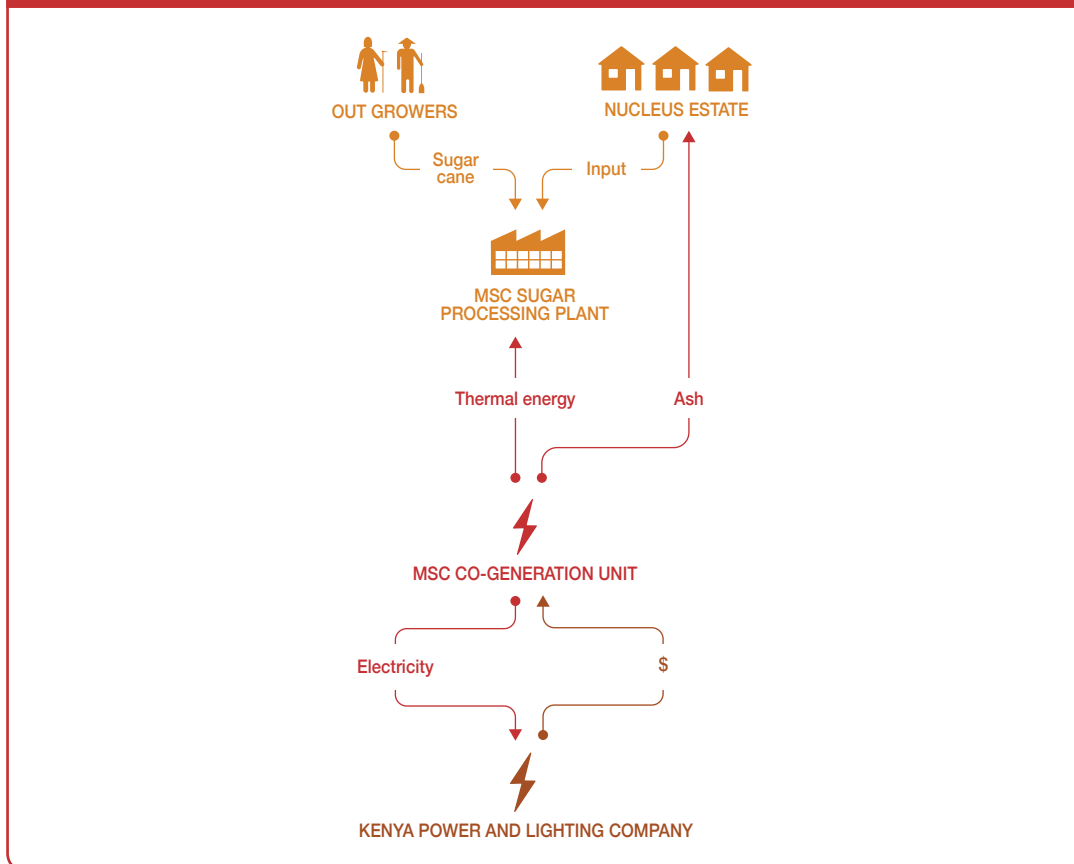 OUT GROWERS
NUCLEUS ESTATE
Sugar
cane
Input
MSC SUGAR
PROCESSING PLANT
Thermal energy
Ash
MSC CO-GENERATION UNIT
Electricity
$
KENYA POWER AND LIGHTING COMPANY